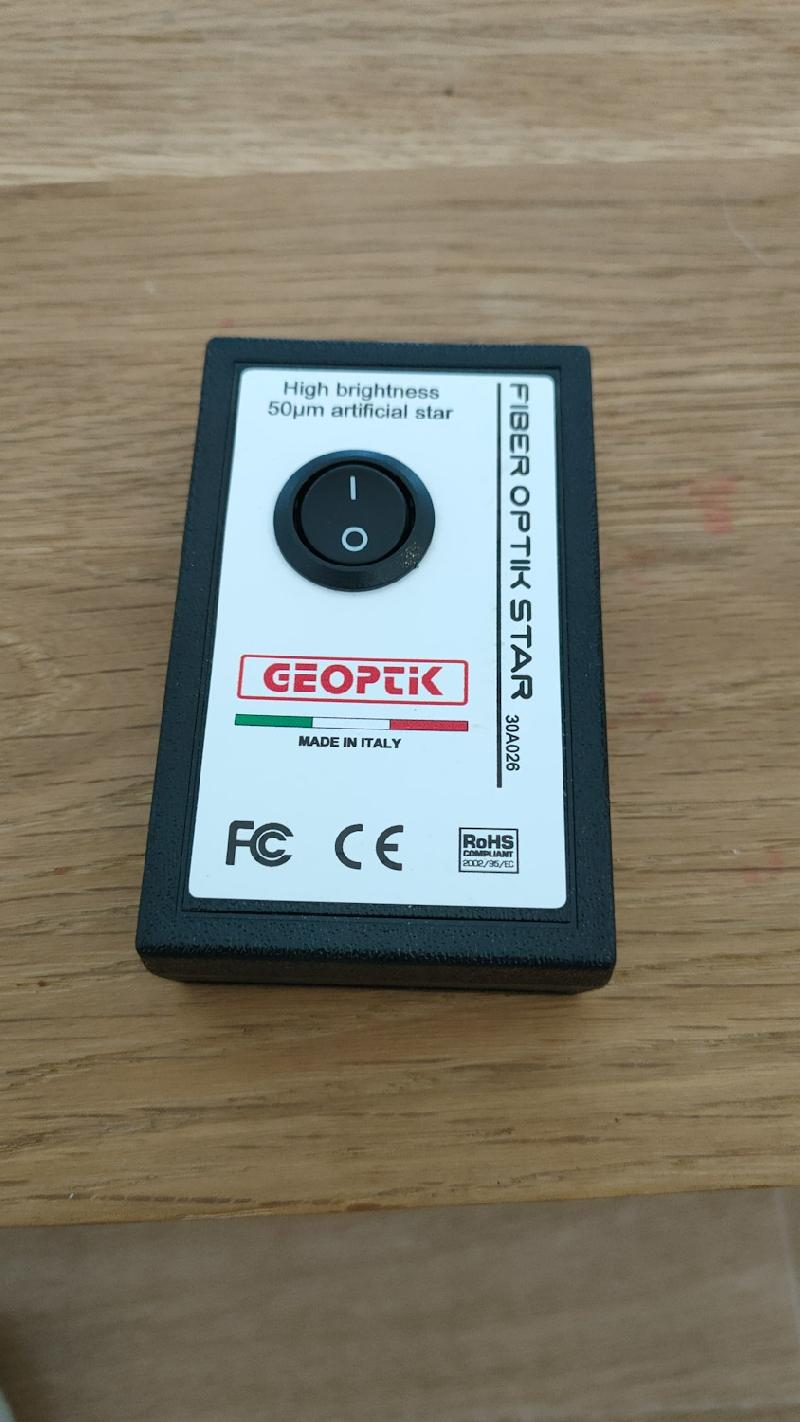 High brightness
50µm artificial star
I
O
FIBER OPTIK STAR
30A026
GEOPTIK
MADE IN ITALY
FC
CE
RoHS
COMPLIANT
2002/95/EC